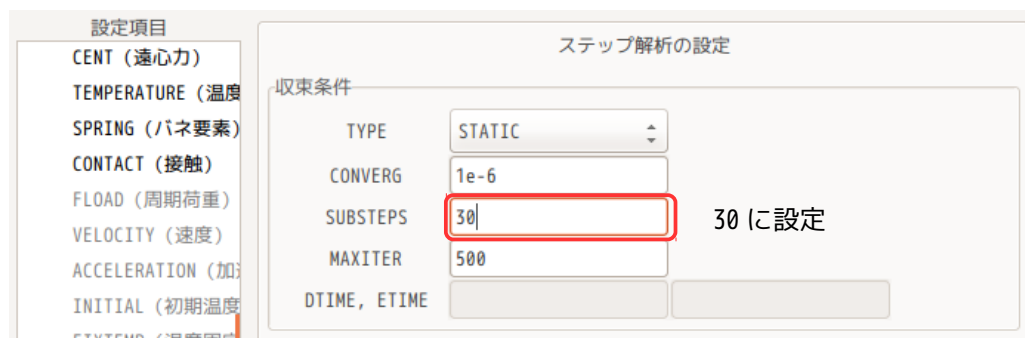 設定項目
CENT (遠心力)
TEMPERATURE (温度
SPRING (バネ要素)
CONTACT (接触)
FLOAD (周期荷重)
VELOCITY (速度)
ACCELERATION (加
INITIAL (初期温度
ステップ解析の設定
収束条件
TYPE STATIC
CONVERG 1e-6
SUBSTEPS 30 30に設定
MAXITER 500
DTIME, ETIME